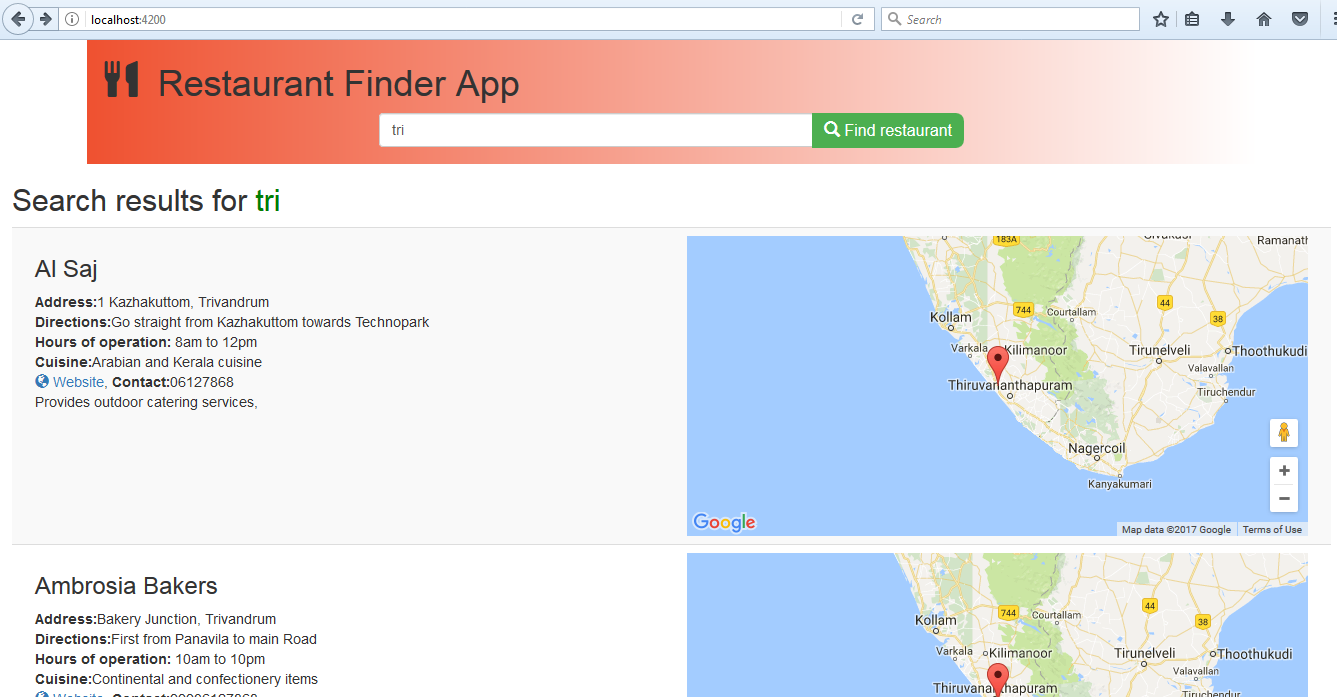 localhost:4200
Search
Restaurant Finder App
tri
Find restaurant
Search results for tri
Al Saj
Address:1 Kazhakuttom, Trivandrum
Directions:Go straight from Kazhakuttom towards Technopark
Hours of operation: 8am to 12pm
Cuisine:Arabian and Kerala cuisine
Website, Contact:06127868
Provides outdoor catering services,
183A
Ramanath
744
Courtallam
44
38
Kollam
Varkala
Kilimanoor
Tirunelveli
Thoothukudi
Valavallan
Thiruvananthapuram
Tiruchendur
Nagercoil
Kanyakumari
Google
Map data ©2017 Google
Terms of Use
Ambrosia Bakers
Address:Bakery Junction, Trivandrum
Directions:First from Panavila to main Road
Hours of operation: 10am to 10pm
Cuisine:Continental and confectionery items
Website, Contact:
744
Courtallam
44
38
Kollam
Varkala
Kilimanoor
Tirunelveli
Thoothukudi
Valavallan
Thiruvananthapuram